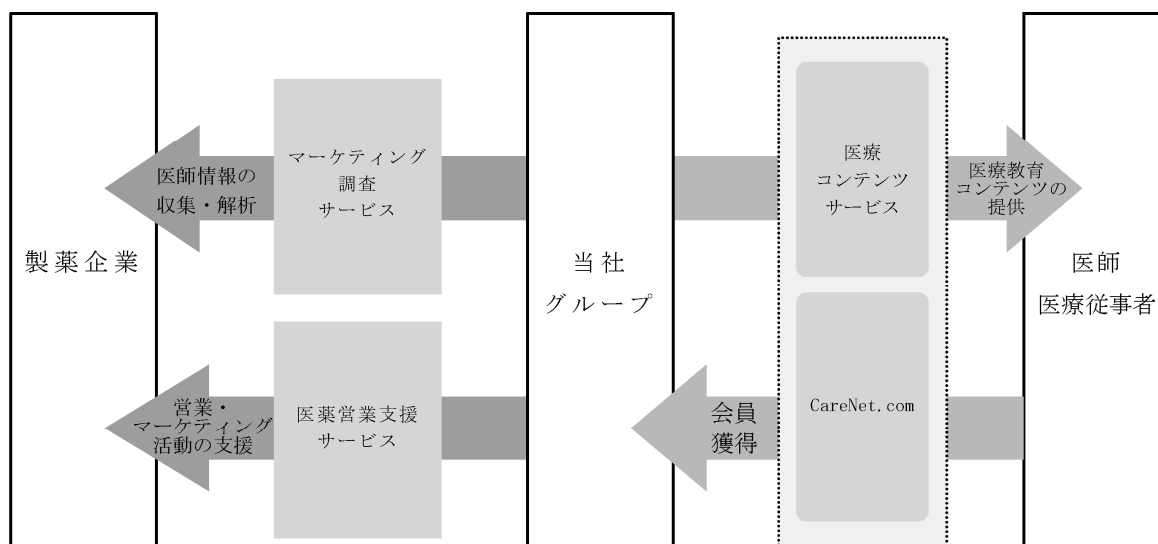 製薬企業
医師情報の
収集・解析
マーケティング
調査
サービス
営業・
マーケティング
活動の支援
医薬営業支援
サービス
当社
グループ
医療
コンテンツ
サービス
医療教育
コンテンツの
提供
会員
獲得
CareNet.com
医師
医療従事者